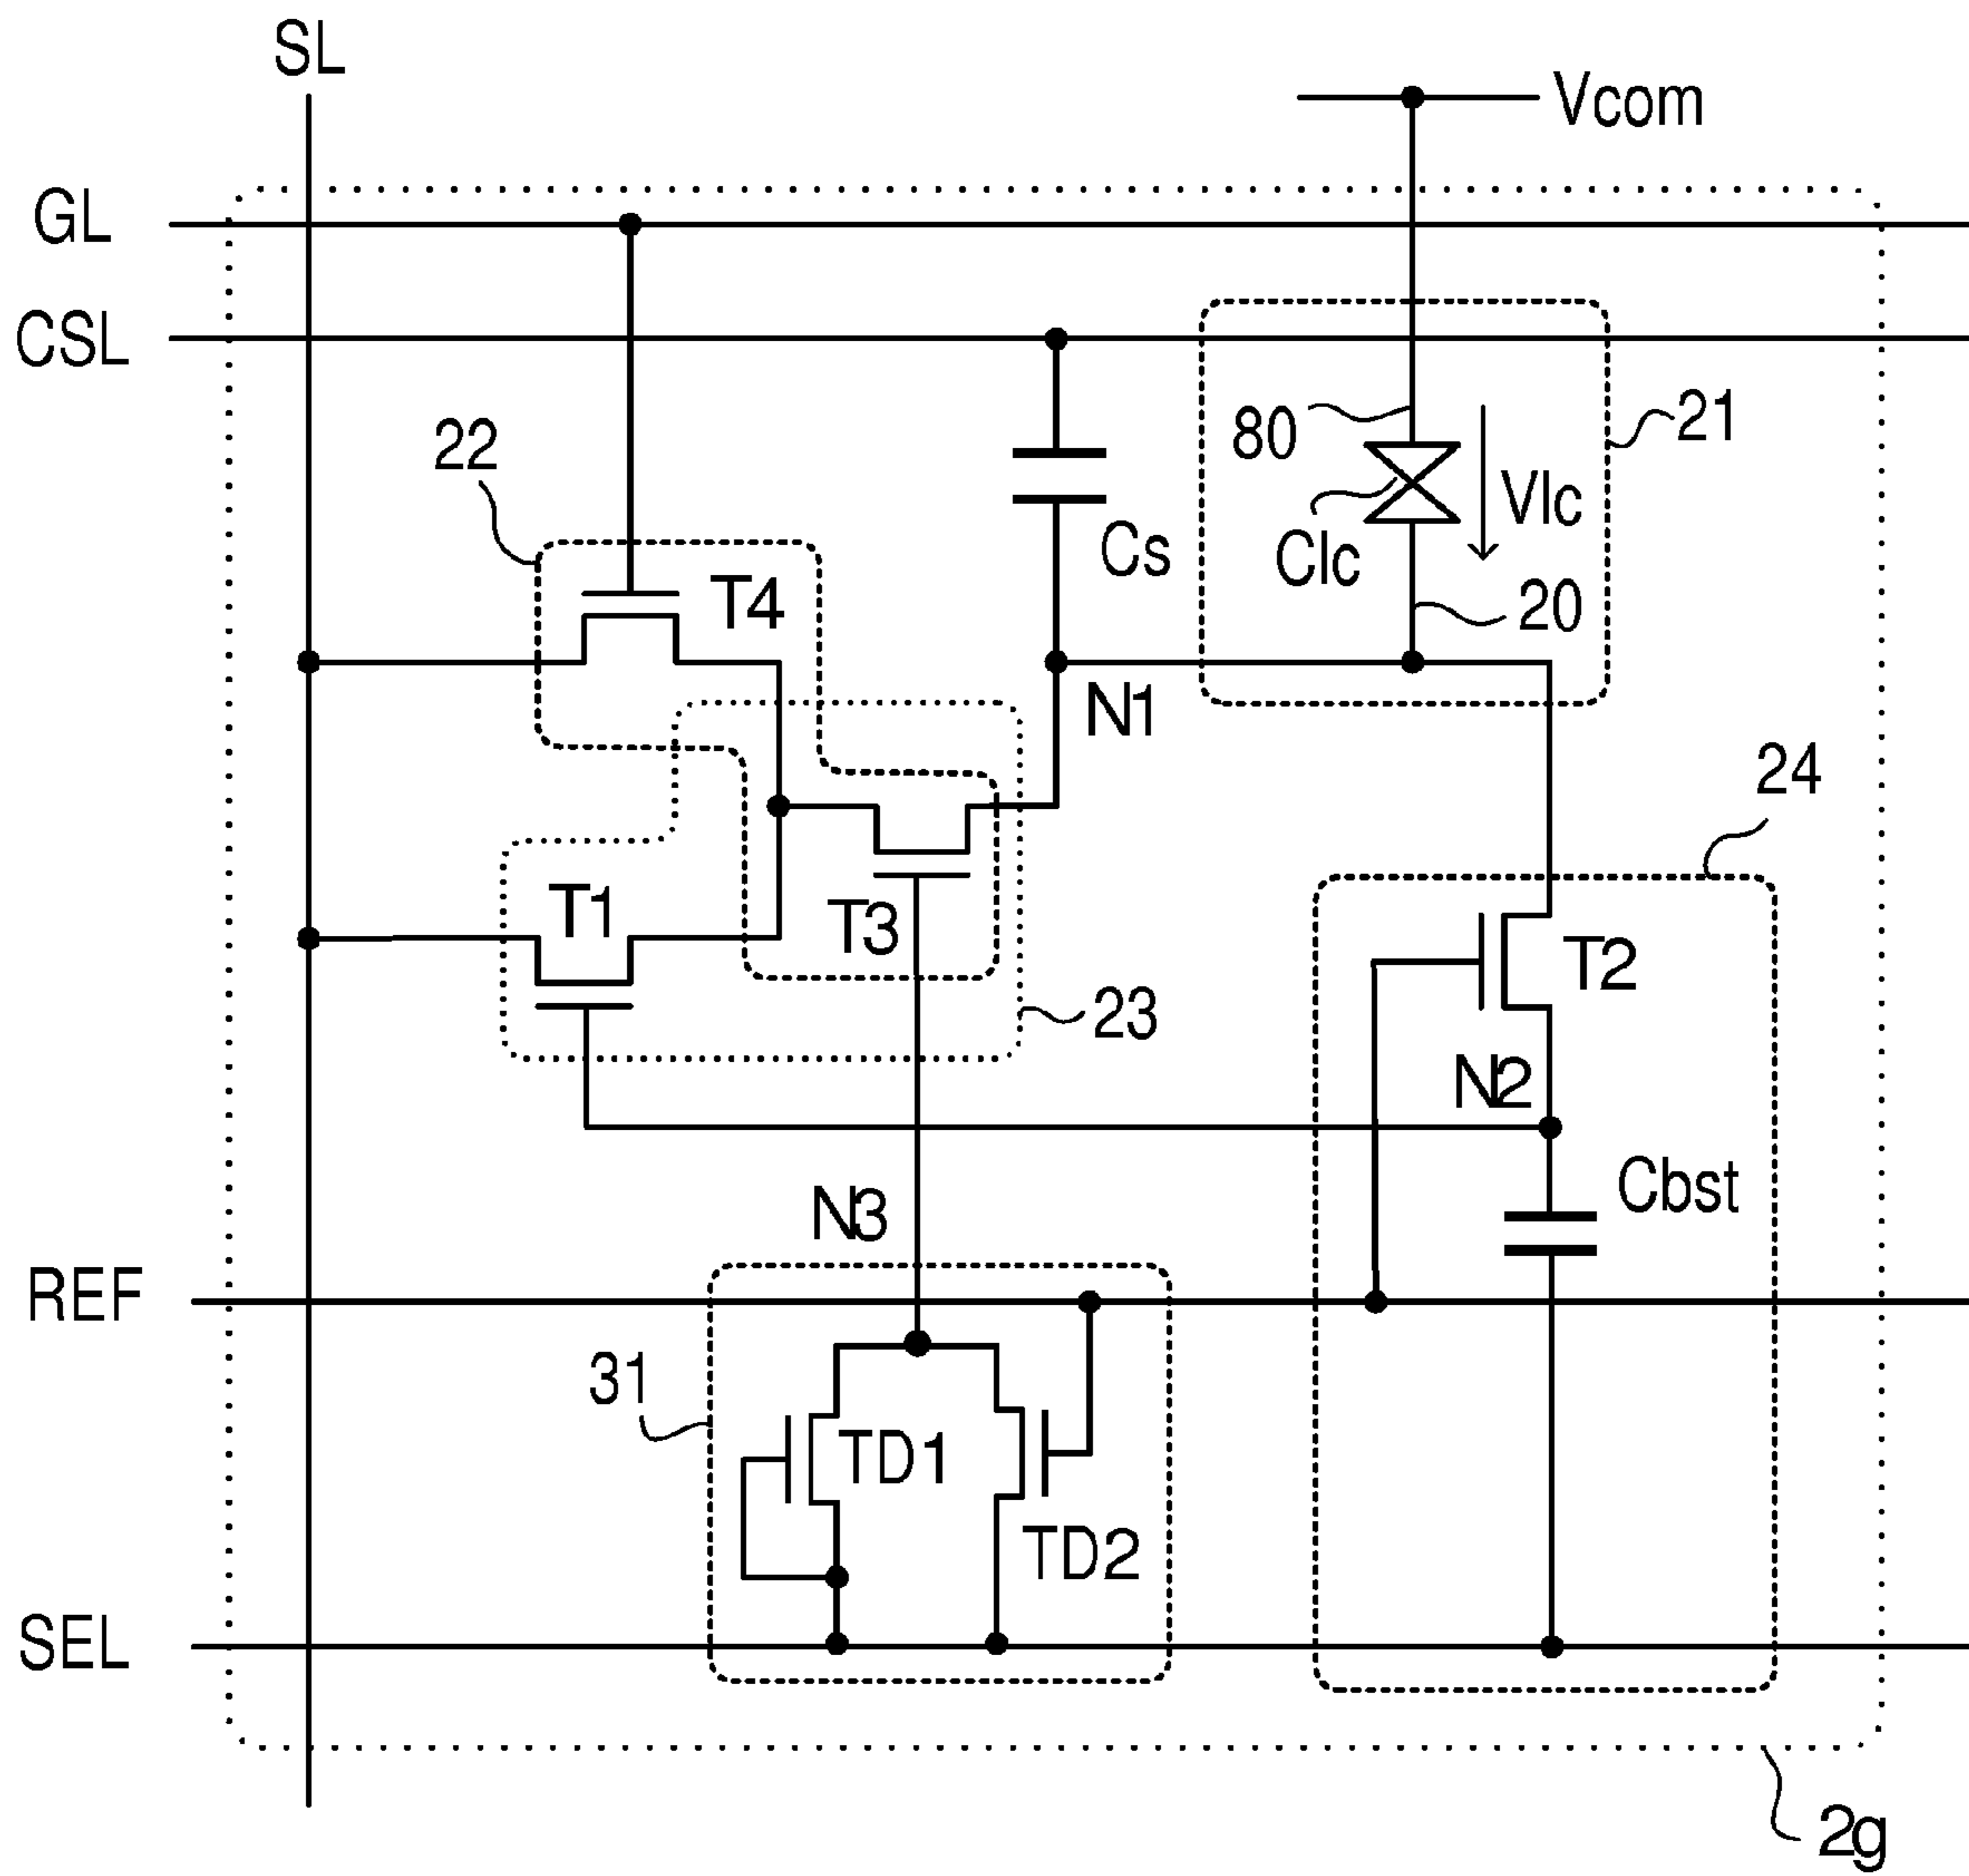 SL
Vcom
GL
CSL
21
80
22
Vlc
Cs
Clc
T4
20
N1
24
T1
T3
T2
23
N2
Cbst
N3
REF
31
TD1
TD2
SEL
2g